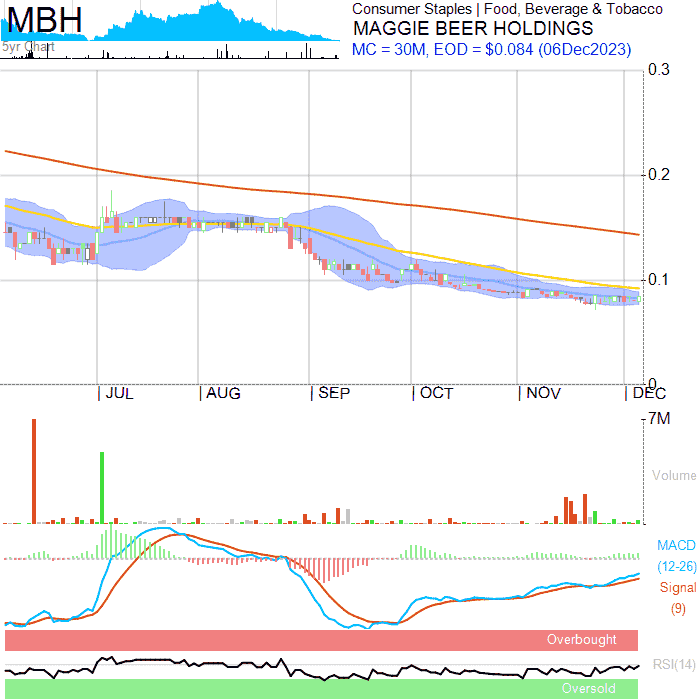 MBH
5yr Chart
Consumer Staples | Food, Beverage & Tobacco
MAGGIE BEER HOLDINGS
MC = 30M, EOD = $0.084 (06Dec2023)
0.3
0.2
0.1
0
JUL AUG SEP OCT NOV DEC
7M
Volume
MACD
(12-26)
Signal
(9)
Overbought
RSI(14)
Oversold